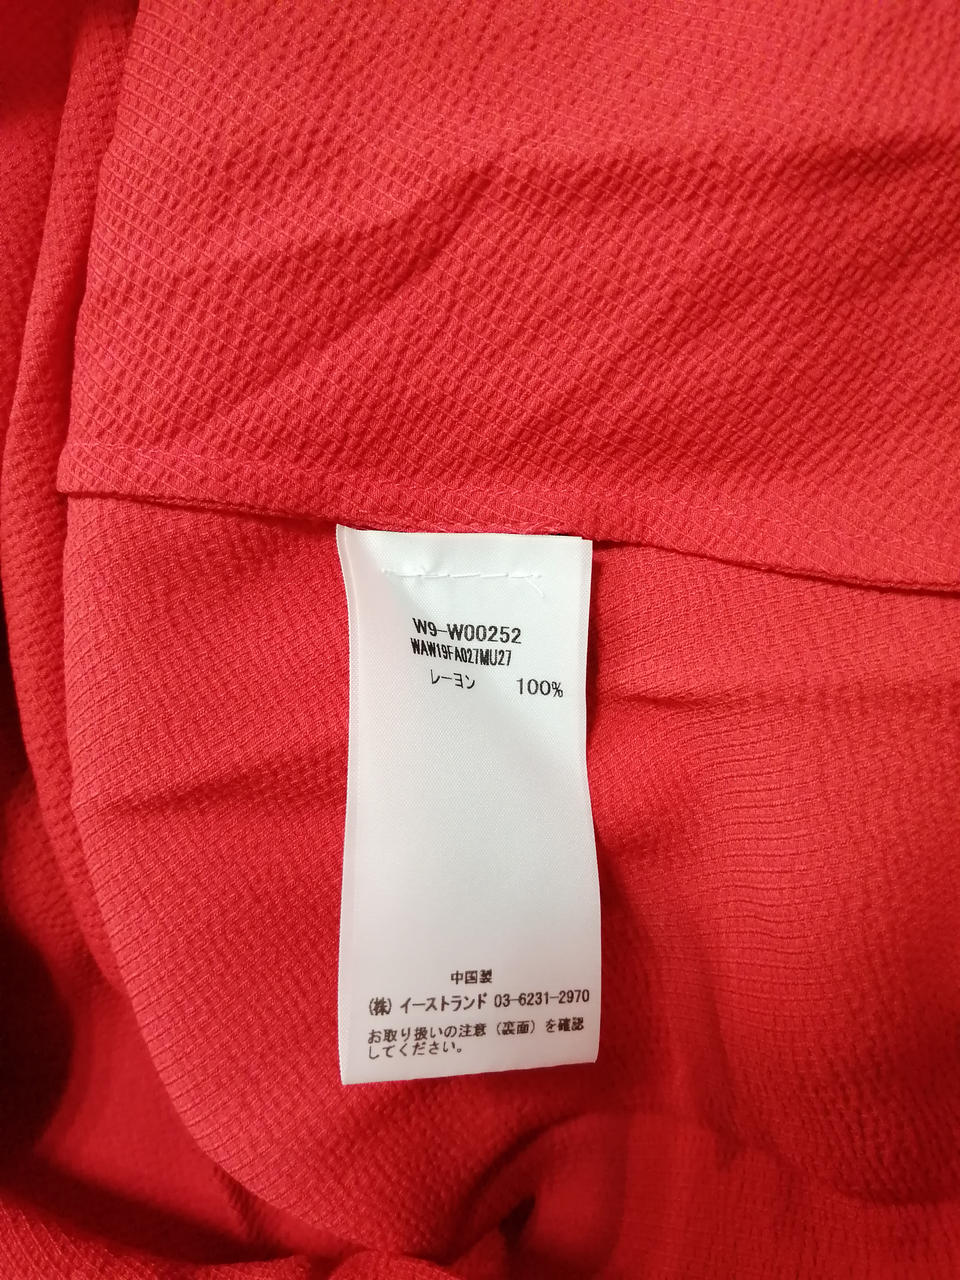 W9-W00252
WAW19FA027MU27
レーヨン 100%
中国製
(株) イーストランド 03-6231-2970
お取り扱いの注意(裏面)を確認
してください。